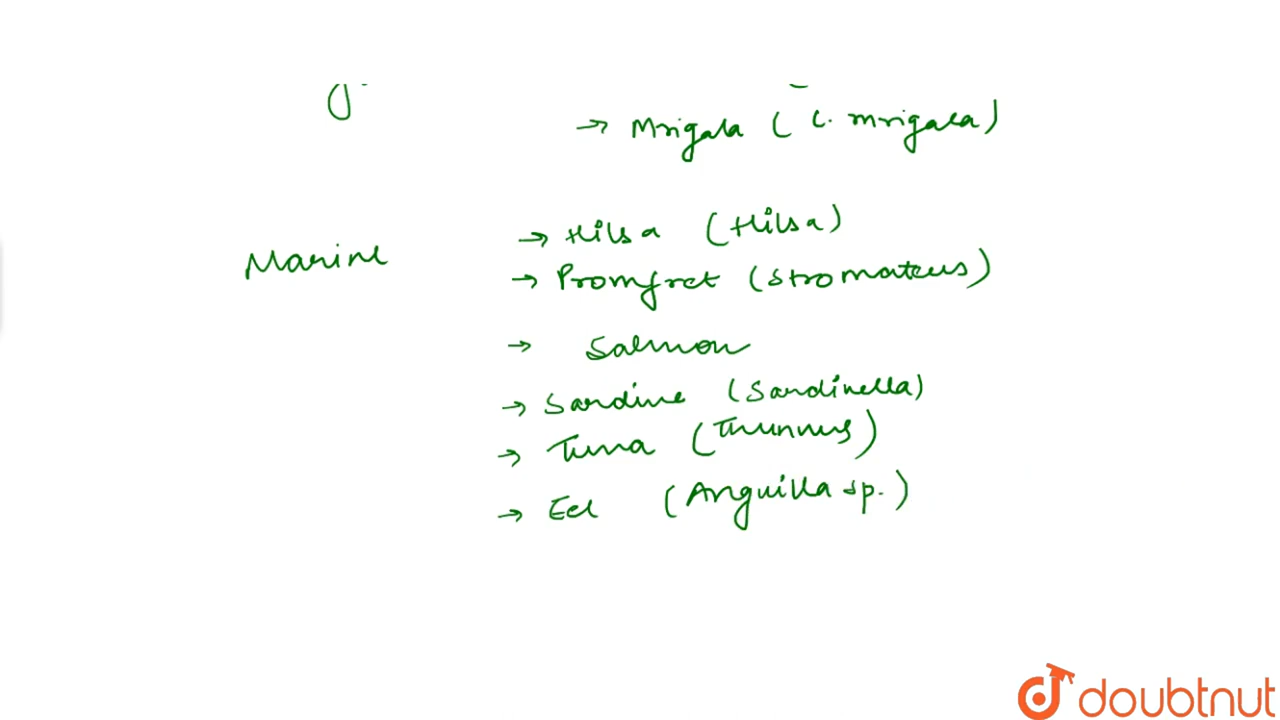 → Mrigala (C. mrigala)
Marine → Hilsa (Hilsa)
→ Promfret (Stromateus)
→ Salmon
→ Sardine (Sardinella)
→ Tuna (Thunnus)
→ Eel (Anguilla sp.)
doubtnut